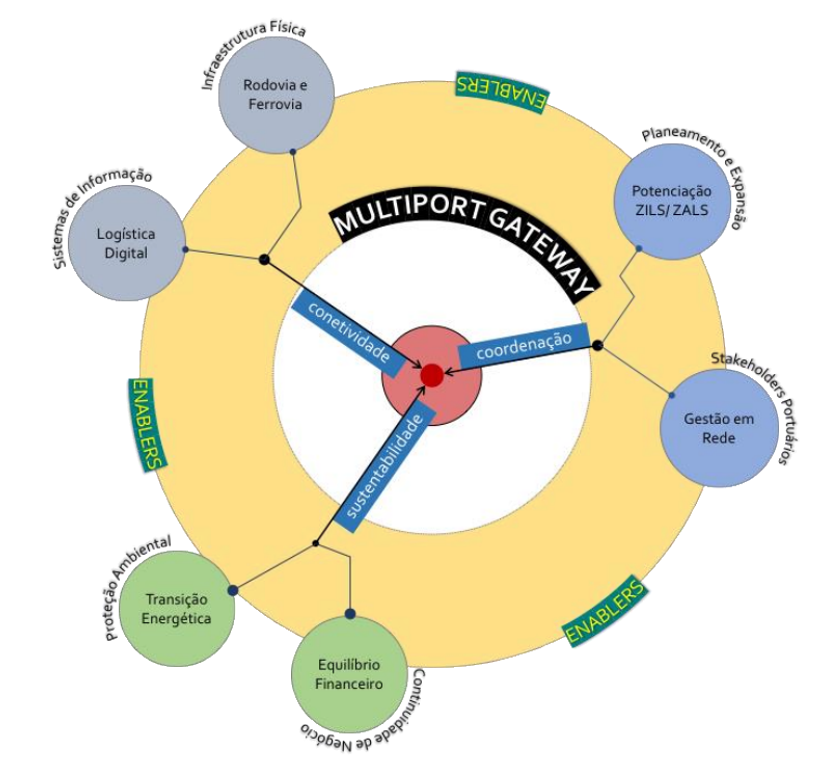 Infraestrutura Física
Rodovia e
Ferrovia
ENABLERS
Planeamento e Expansão
Potenciação
ZILS/ ZALS
Sistemas de Informação
Logística
Digital
MULTIPORT GATEWAY
conetividade
coordenação
Stakeholders Portuários
Gestão em
Rede
ENABLERS
sustentabilidade
Proteção Ambiental
Transição
Energética
ENABLERS
Equilíbrio
Financeiro
Continuidade de Negócio